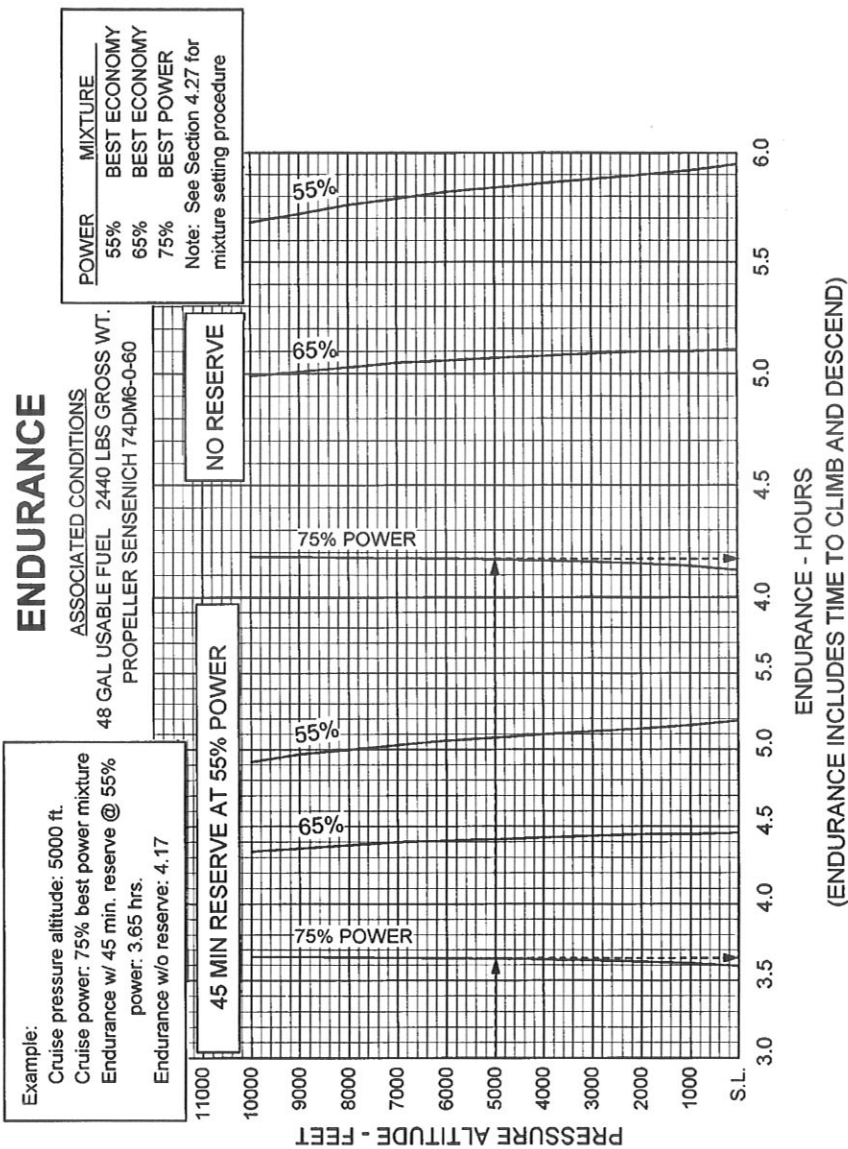 ENDURANCE
ASSOCIATED CONDITIONS
48 GAL USABLE FUEL 2440 LBS GROSS WT.
PROPELLER SENSENICH 74DM6-0-60
Example:
Cruise pressure altitude: 5000 ft.
Cruise power: 75% best power mixture
Endurance w/ 45 min. reserve @ 55%
power: 3.65 hrs.
Endurance w/o reserve: 4.17
POWER MIXTURE
55% BEST ECONOMY
65% BEST ECONOMY
75% BEST POWER
Note: See Section 4.27 for
mixture setting procedure
45 MIN RESERVE AT 55% POWER
NO RESERVE
75% POWER
65%
55%
75% POWER
65%
55%
PRESSURE ALTITUDE - FEET
11000
10000
9000
8000
7000
6000
5000
4000
3000
2000
1000
S.L.
3.0 3.5 4.0 4.5 5.0 5.5 4.0 4.5 5.0 5.5 6.0
ENDURANCE - HOURS
(ENDURANCE INCLUDES TIME TO CLIMB AND DESCEND)